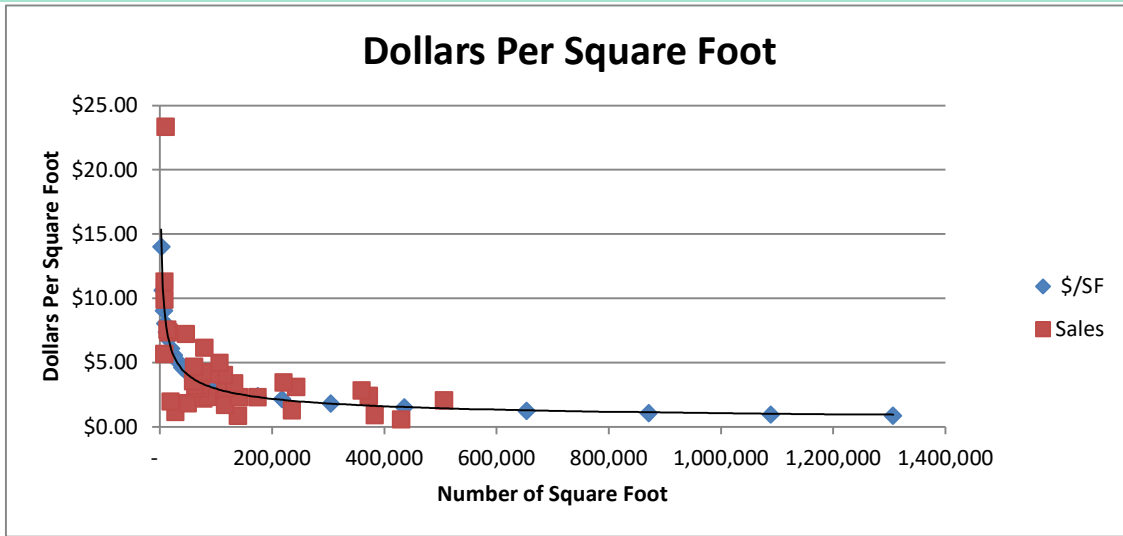 Dollars Per Square Foot
Dollars Per Square Foot
$25.00
$20.00
$15.00
$10.00
$5.00
$0.00
-
200,000
400,000
600,000
800,000
1,000,000
1,200,000
1,400,000
Number of Square Foot
$/SF
Sales